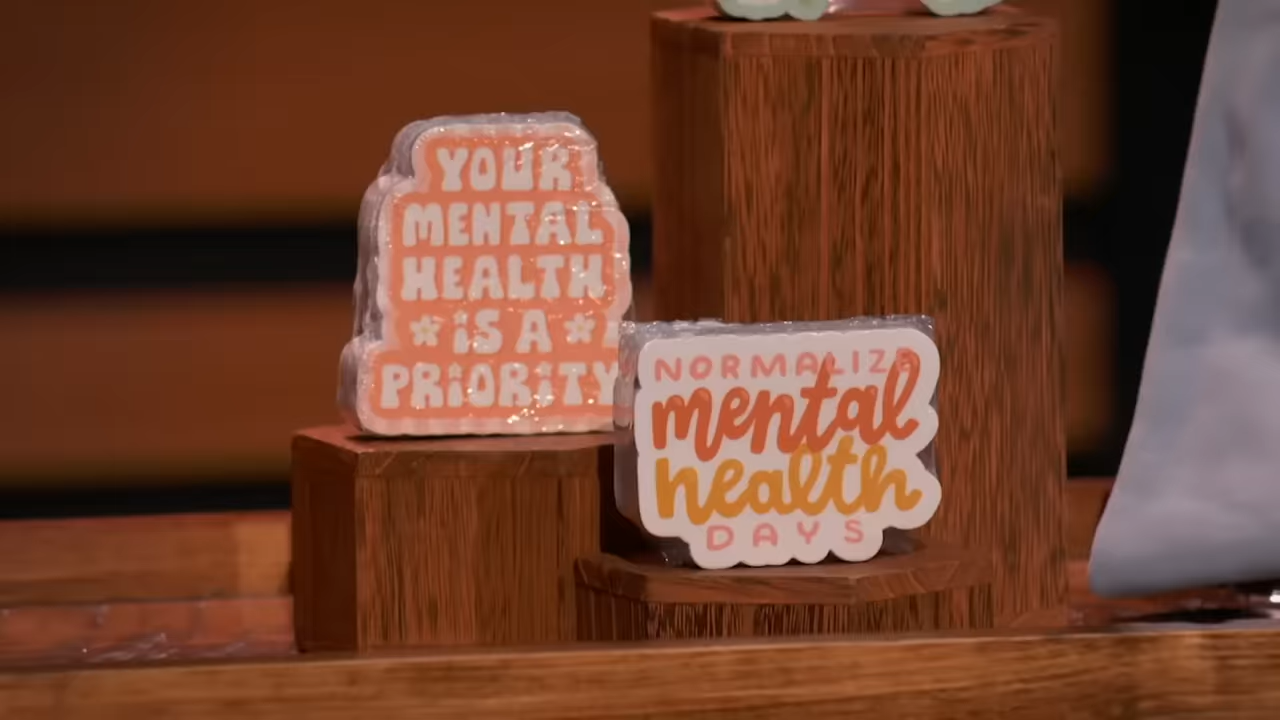 YOUR
MENTAL
HEALTH
iS A
PRiORiTY
NORMALIZE
mental
health
DAYS